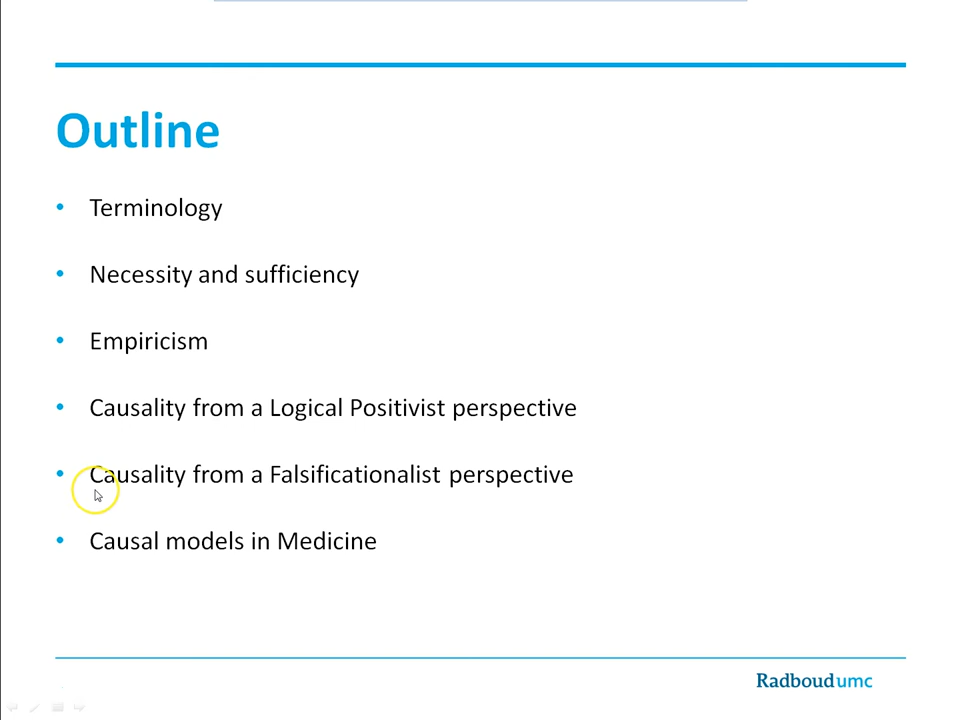 Outline
• Terminology
• Necessity and sufficiency
• Empiricism
• Causality from a Logical Positivist perspective
• Causality from a Falsificationalist perspective
• Causal models in Medicine
Radboudumc